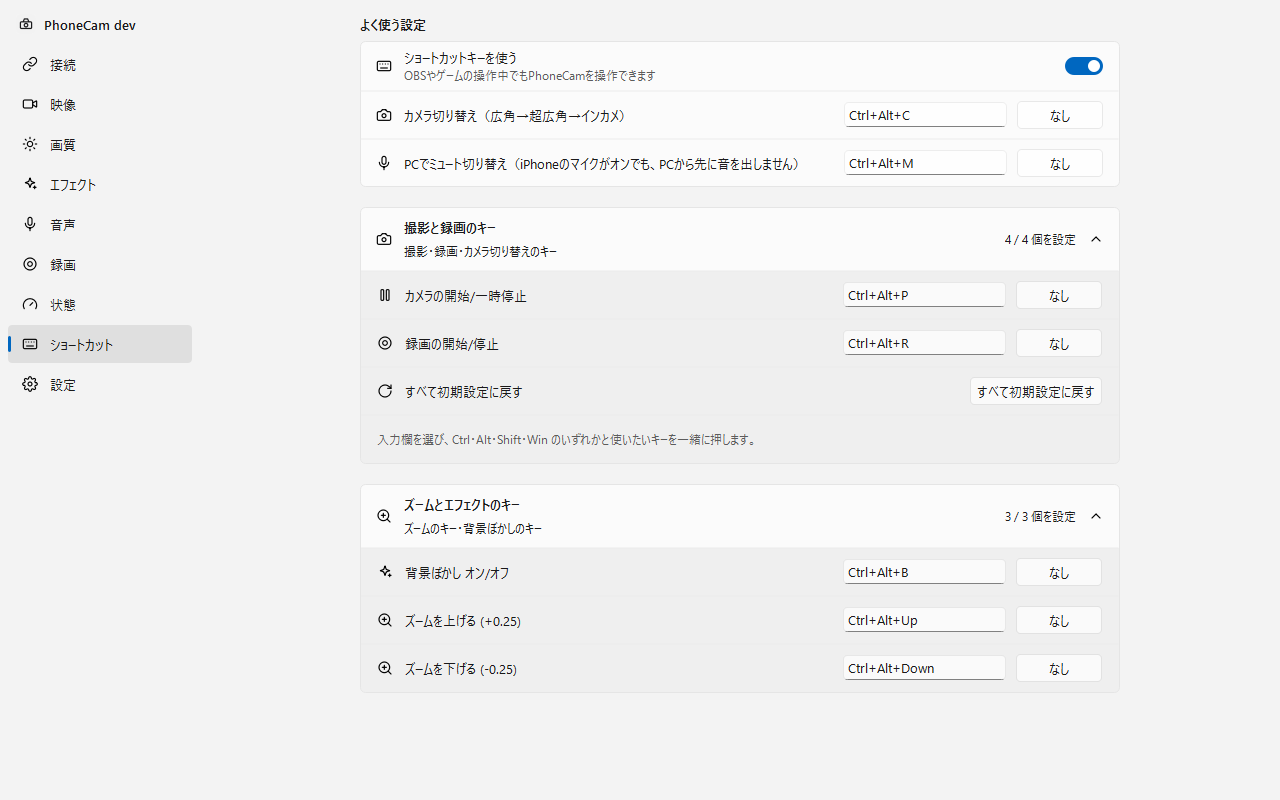 PhoneCam dev
接続
映像
画質
エフェクト
音声
録画
状態
ショートカット
設定
よく使う設定
ショートカットキーを使う
OBSやゲームの操作中でもPhoneCamを操作できます
カメラ切り替え（広角→超広角→インカメ） Ctrl+Alt+C なし
PCでミュート切り替え（iPhoneのマイクがオンでも、PCから先に音を出しません） Ctrl+Alt+M なし
撮影と録画のキー
撮影・録画・カメラ切り替えのキー
4 / 4 個を設定
カメラの開始/一時停止 Ctrl+Alt+P なし
録画の開始/停止 Ctrl+Alt+R なし
すべて初期設定に戻す すべて初期設定に戻す
入力欄を選び、Ctrl・Alt・Shift・Win のいずれかと使いたいキーを一緒に押します。
ズームとエフェクトのキー
ズームのキー・背景ぼかしのキー
3 / 3 個を設定
背景ぼかし オン/オフ Ctrl+Alt+B なし
ズームを上げる (+0.25) Ctrl+Alt+Up なし
ズームを下げる (-0.25) Ctrl+Alt+Down なし